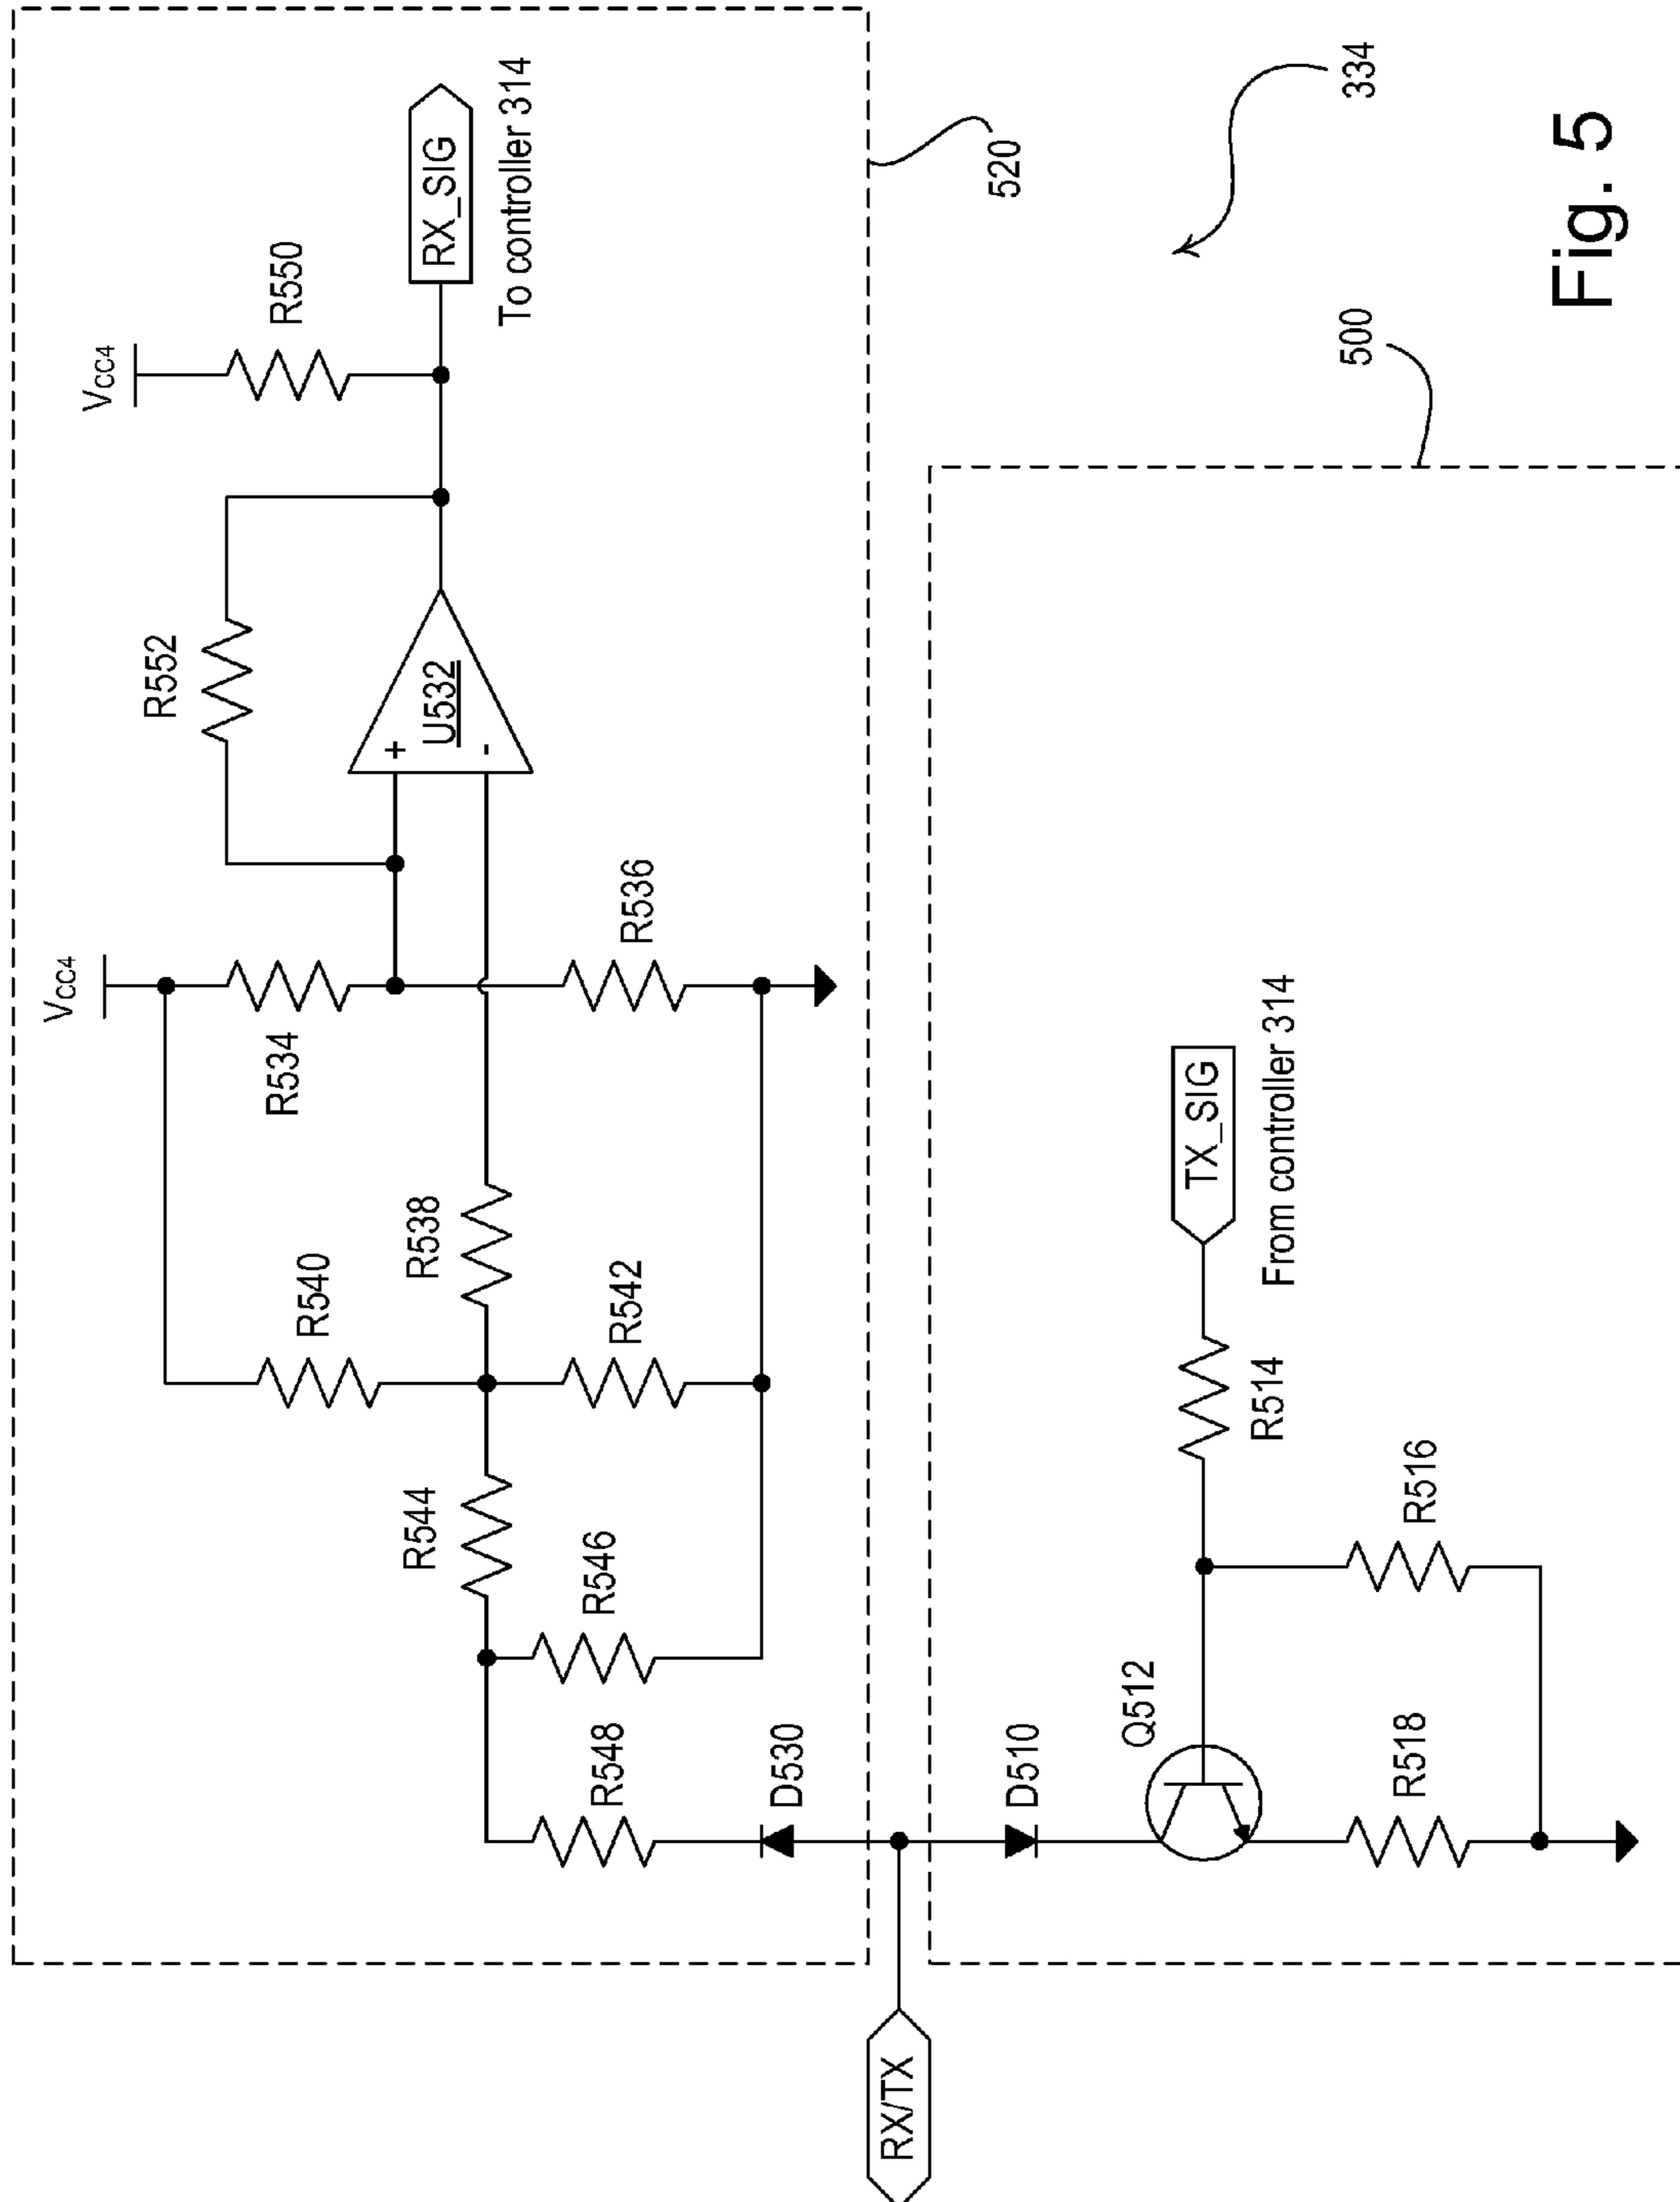 Vcc4
Vcc4
R552
R550
R534
R540
R538
R544
U532
+
-
RX_SIG
To controller 314
R536
R542
R546
R548
D530
520
RX/TX
D510
Q512
TX_SIG
From controller 314
R514
R516
R518
500
334
Fig. 5